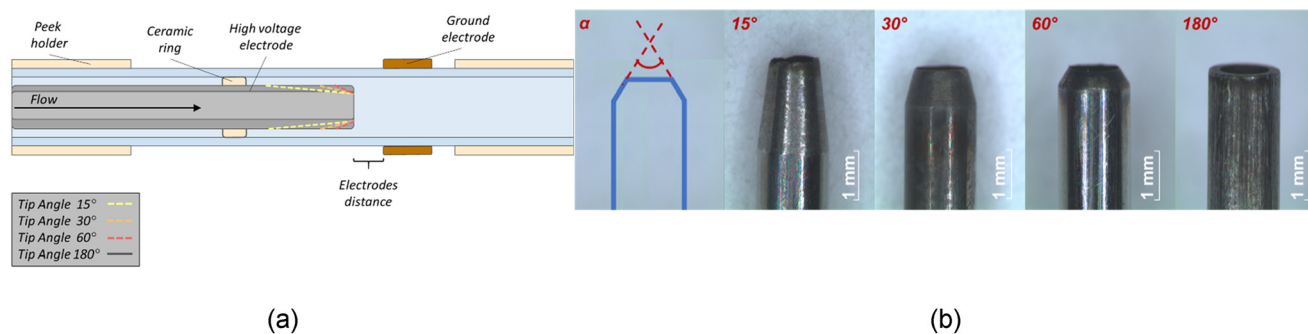 Peek
holder
Ceramic
ring
High voltage
electrode
Ground
electrode
Flow
Electrodes
distance
Tip Angle 15°
Tip Angle 30°
Tip Angle 60°
Tip Angle 180°
(a)
α
15°
30°
60°
180°
1 mm
1 mm
1 mm
1 mm
(b)